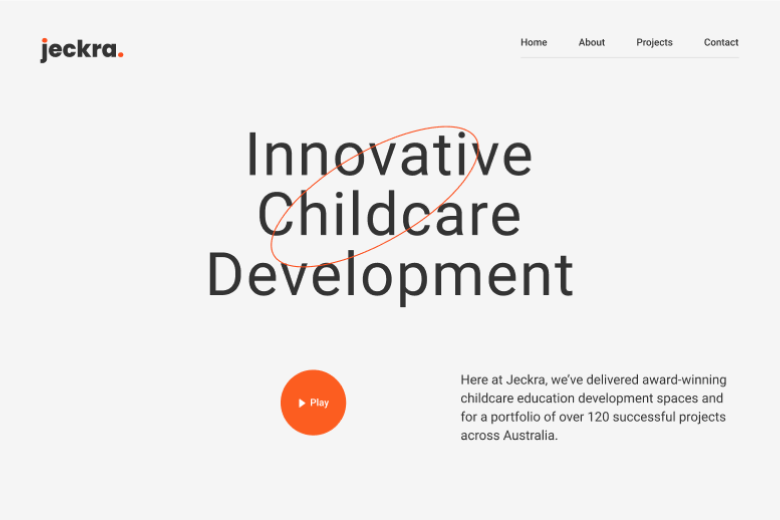 jeckra.
Home About Projects Contact
Innovative
Childcare
Development
Play
Here at Jeckra, we’ve delivered award-winning
childcare education development spaces and
for a portfolio of over 120 successful projects
across Australia.